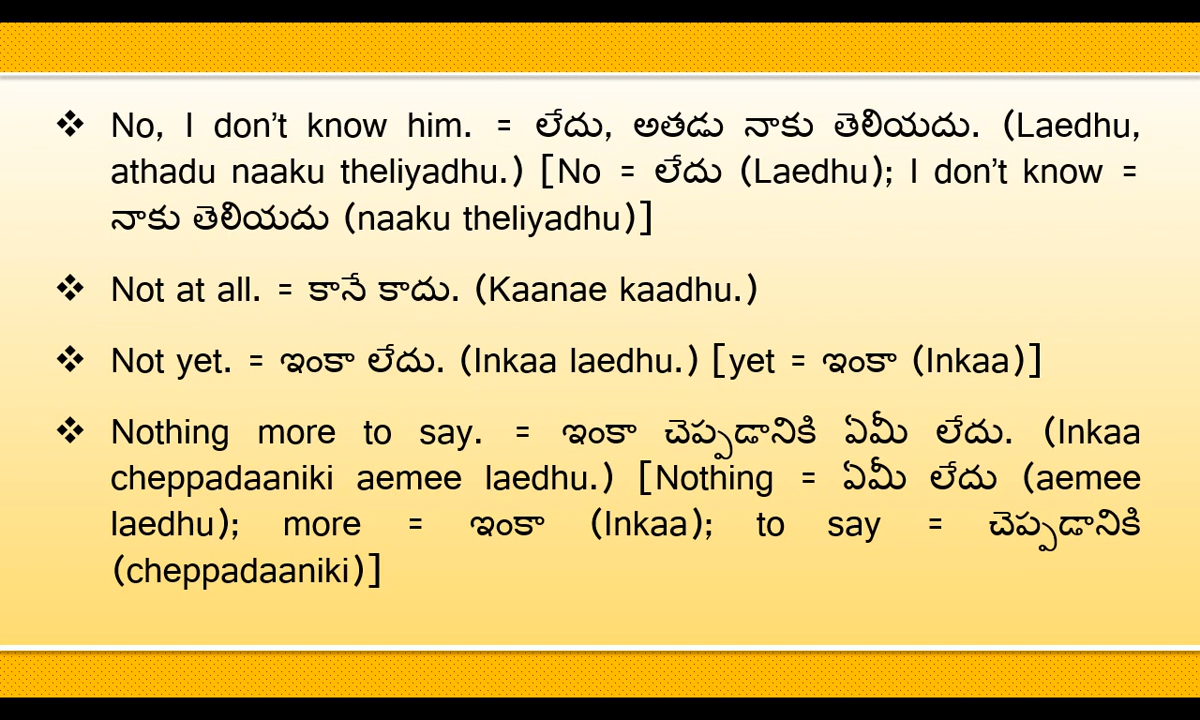 ❖ No, I don't know him. = లేదు, అతడు నాకు తెలియదు. (Laedhu,
athadu naaku theliyadhu.) [No = లేదు (Laedhu); I don't know =
నాకు తెలియదు (naaku theliyadhu)]
❖ Not at all. = కానే కాదు. (Kaanae kaadhu.)
❖ Not yet. = ఇంకా లేదు. (Inkaa laedhu.) [yet = ఇంకా (Inkaa)]
❖ Nothing more to say. = ఇంకా చెప్పడానికి ఏమీ లేదు. (Inkaa
cheppadaaniki aemee laedhu.) [Nothing = ఏమీ లేదు (aemee
laedhu); more = ఇంకా (Inkaa); to say = చెప్పడానికి
(cheppadaaniki)]